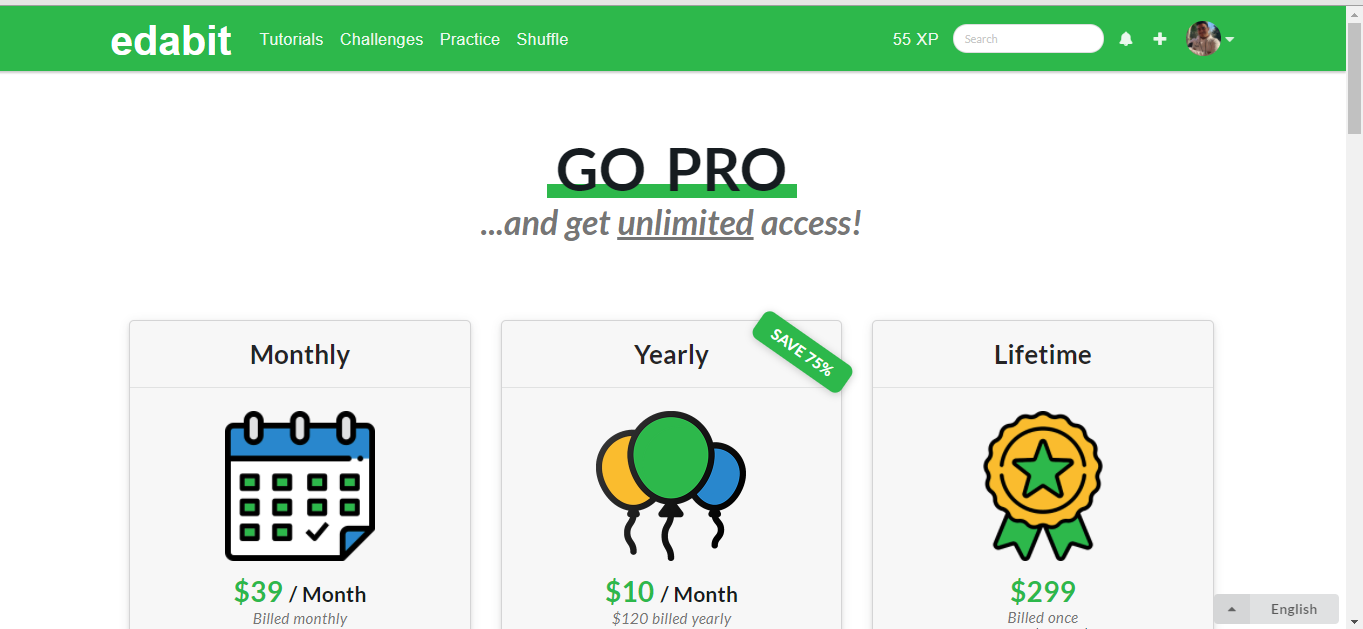 edabit Tutorials Challenges Practice Shuffle 55 XP Search
GO PRO
...and get unlimited access!
Monthly
$39 / Month
Billed monthly
Yearly
SAVE 75%
$10 / Month
$120 billed yearly
Lifetime
$299
Billed once
English